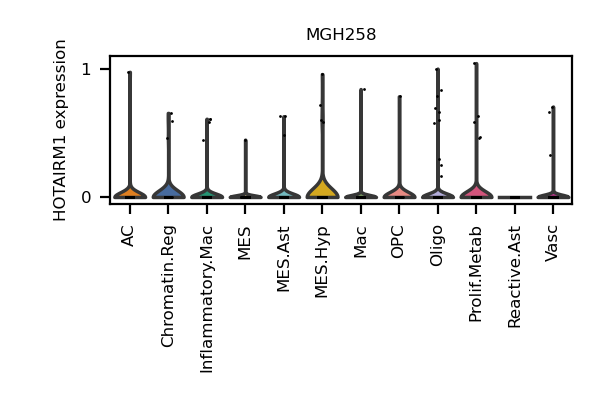 MGH258
HOTAIRM1 expression
1
0
AC
Chromatin.Reg
Inflammatory.Mac
MES
MES.Ast
MES.Hyp
Mac
OPC
Oligo
Prolif.Metab
Reactive.Ast
Vasc